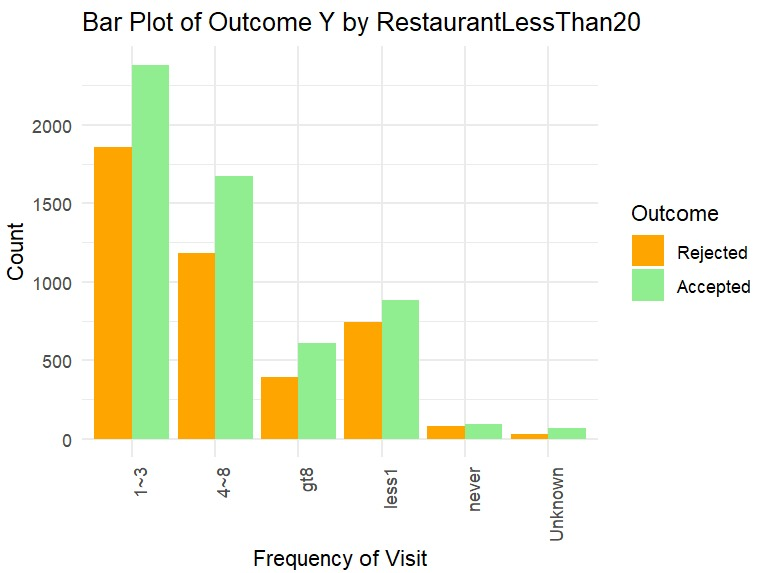 Bar Plot of Outcome Y by RestaurantLessThan20
Count
2000
1500
1000
500
0
1~3
4~8
gt8
less1
never
Unknown
Frequency of Visit
Outcome
Rejected
Accepted